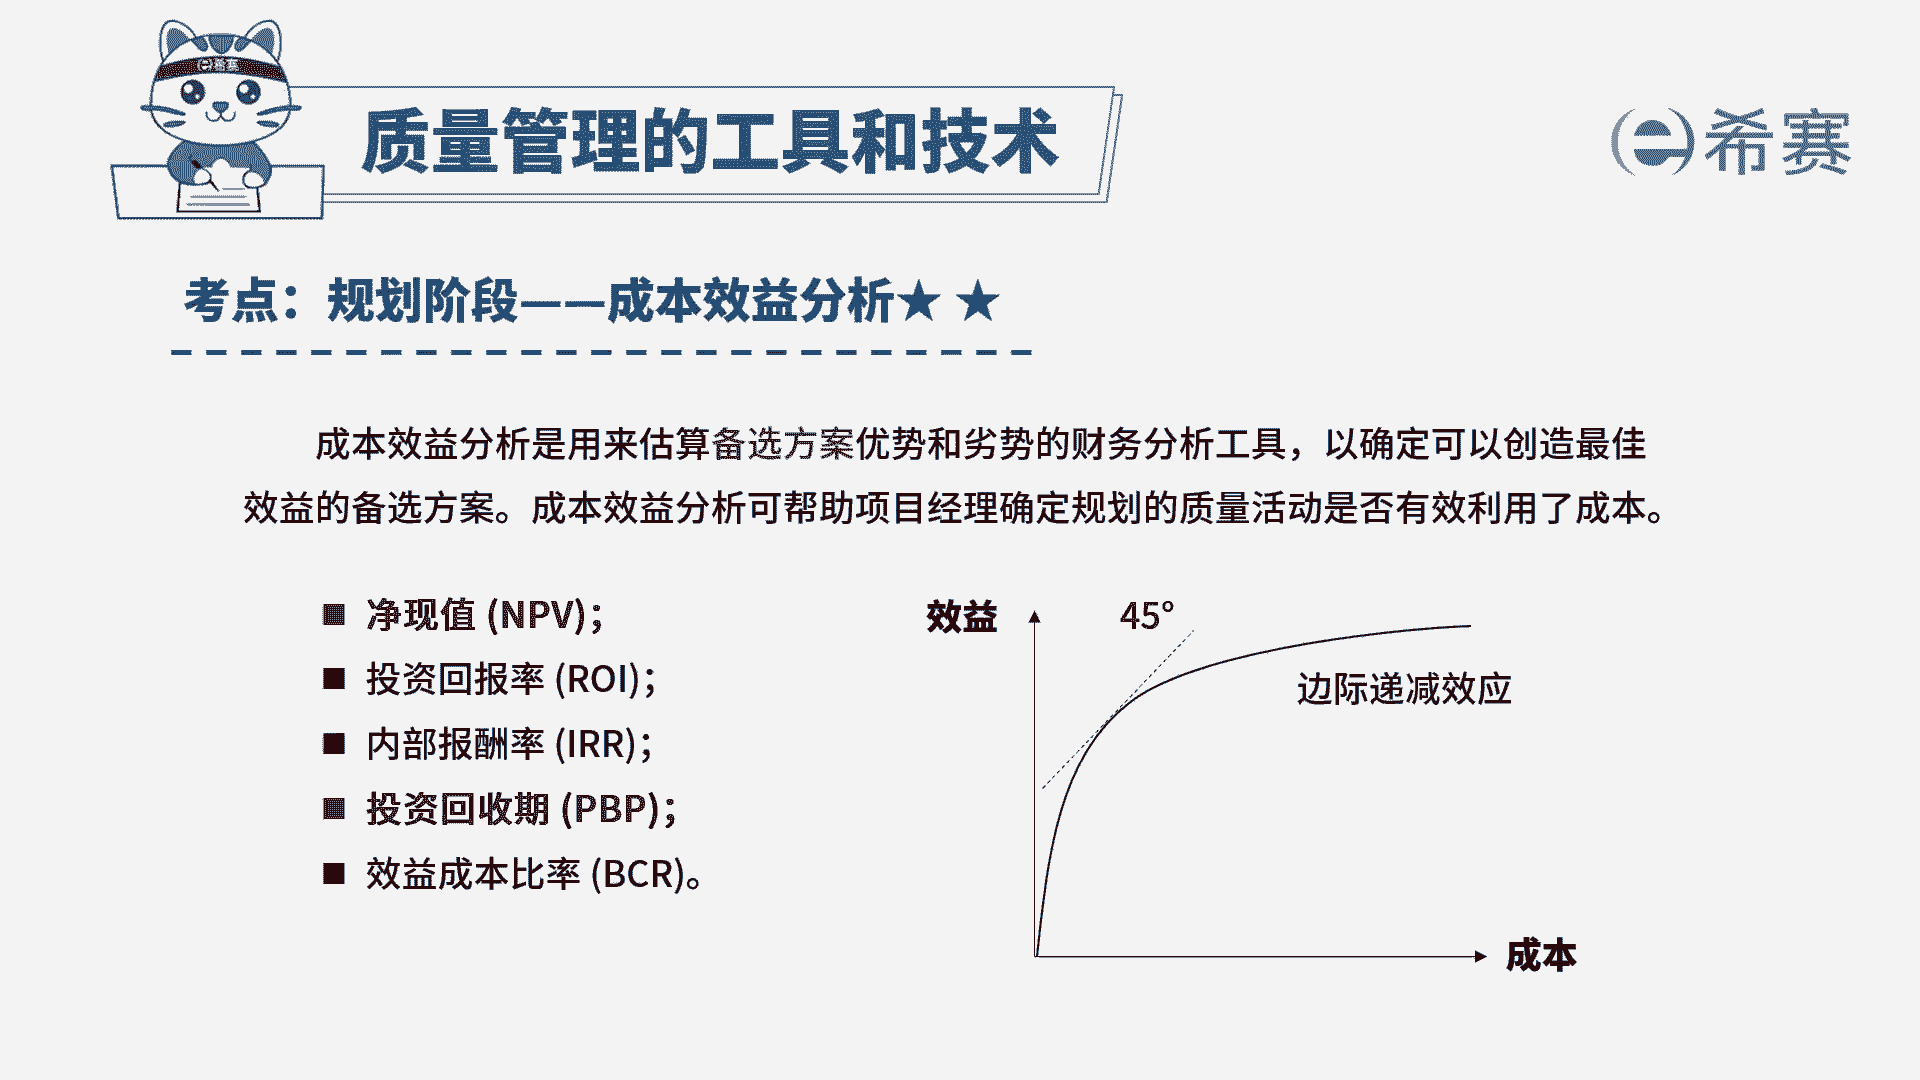 e希赛
质量管理的工具和技术
e希赛
考点：规划阶段——成本效益分析★ ★
成本效益分析是用来估算备选方案优势和劣势的财务分析工具，以确定可以创造最佳
效益的备选方案。成本效益分析可帮助项目经理确定规划的质量活动是否有效利用了成本。
■ 净现值 (NPV)；
■ 投资回报率 (ROI)；
■ 内部报酬率 (IRR)；
■ 投资回收期 (PBP)；
■ 效益成本比率 (BCR)。
效益
45°
边际递减效应
成本